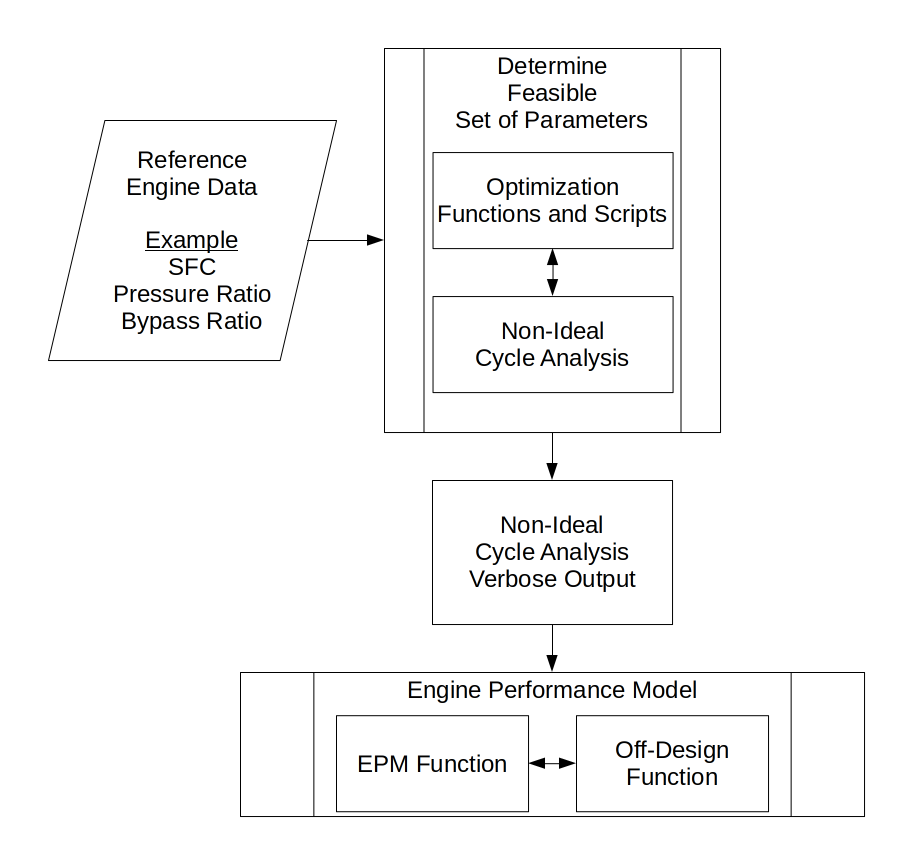 Reference
Engine Data
Example
SFC
Pressure Ratio
Bypass Ratio
Determine
Feasible
Set of Parameters
Optimization
Functions and Scripts
Non-Ideal
Cycle Analysis
Non-Ideal
Cycle Analysis
Verbose Output
Engine Performance Model
EPM Function
Off-Design
Function